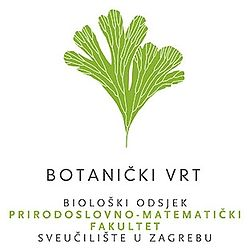 BOTANIČKI VRT
BIOLOŠKI ODSJEK
PRIRODOSLOVNO-MATEMATIČKI
FAKULTET
SVEUČILIŠTE U ZAGREBU